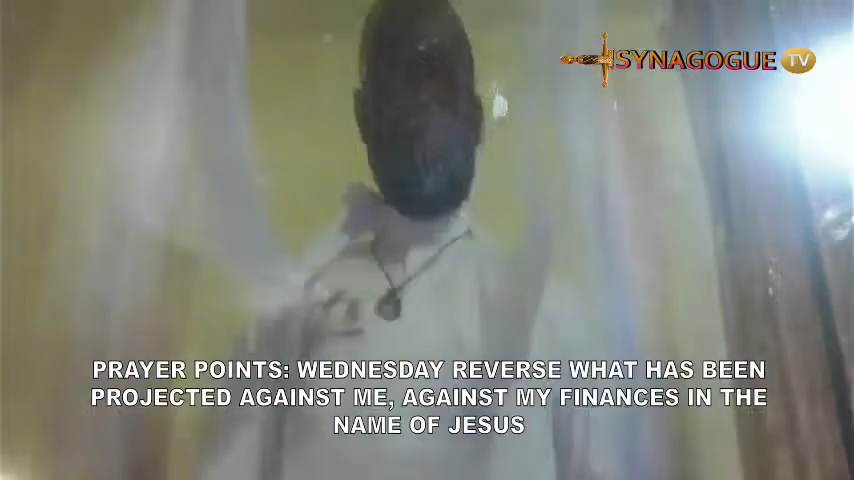 SYNAGOGUE TV
PRAYER POINTS: WEDNESDAY REVERSE WHAT HAS BEEN
PROJECTED AGAINST ME, AGAINST MY FINANCES IN THE
NAME OF JESUS